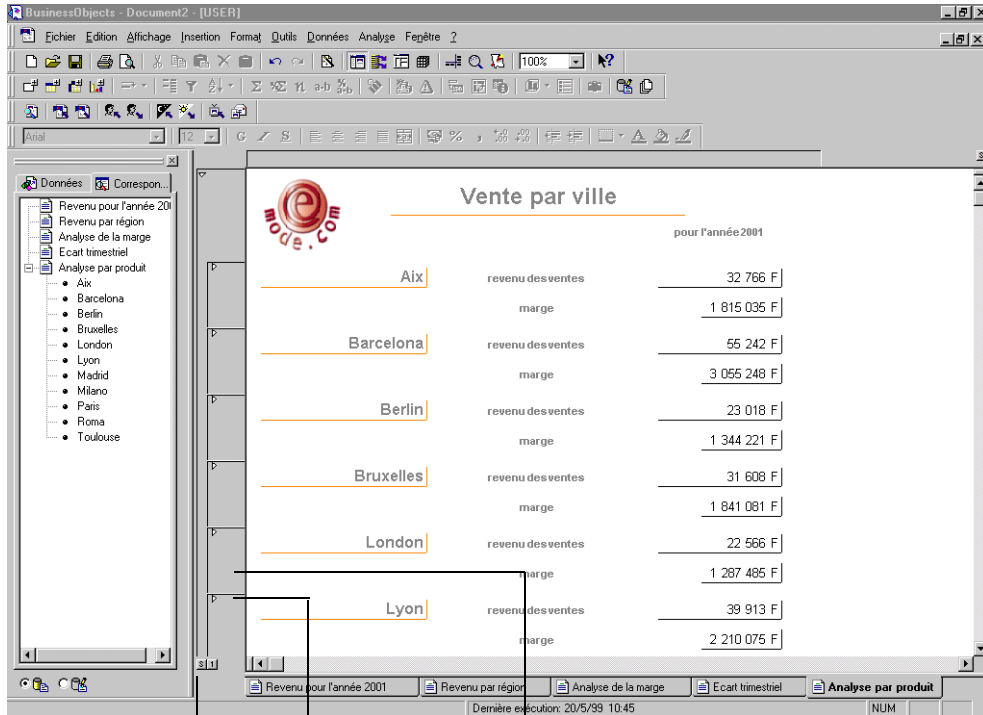 BusinessObjects - Document2 - [USER]
Fichier Edition Affichage Insertion Format Outils Données Analyse Fenêtre ?
100%
Arial 12 G I S
Données Correspon...
Revenu pour l'année 20
Revenu par région
Analyse de la marge
Ecart trimestriel
Analyse par produit
Aix
Barcelona
Berlin
Bruxelles
London
Lyon
Madrid
Milano
Paris
Roma
Toulouse
e mode.com
Vente par ville
pour l'année 2001
Aix revenu des ventes 32 766 F
marge 1 815 035 F
Barcelona revenu des ventes 55 242 F
marge 3 055 248 F
Berlin revenu des ventes 23 018 F
marge 1 344 221 F
Bruxelles revenu des ventes 31 608 F
marge 1 841 081 F
London revenu des ventes 22 566 F
marge 1 287 485 F
Lyon revenu des ventes 39 913 F
marge 2 210 075 F
S 1
Revenu pour l'année 2001 Revenu par région Analyse de la marge Ecart trimestriel Analyse par produit
Dernière exécution: 20/5/99 10:45 NUM